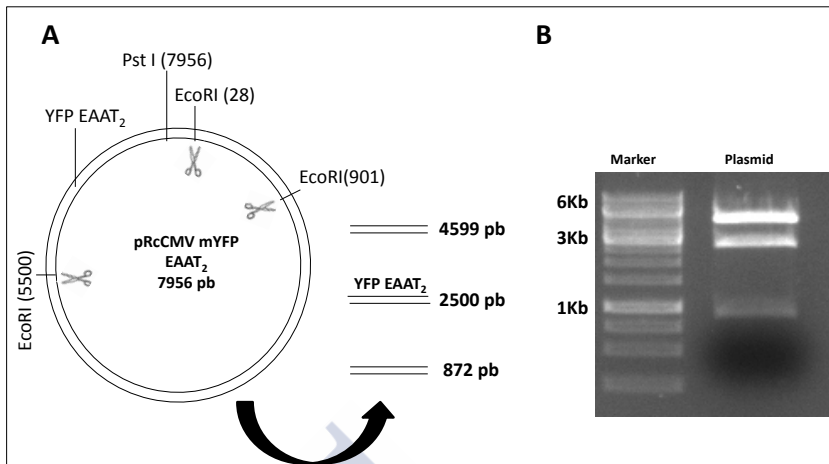 A
Pst I (7956)
EcoRI (28)
YFP EAAT₂
EcoRI(901)
EcoRI (5500)
pRcCMV mYFP
EAAT₂
7956 pb
4599 pb
YFP EAAT₂
2500 pb
872 pb
B
Marker
Plasmid
6Kb
3Kb
1Kb